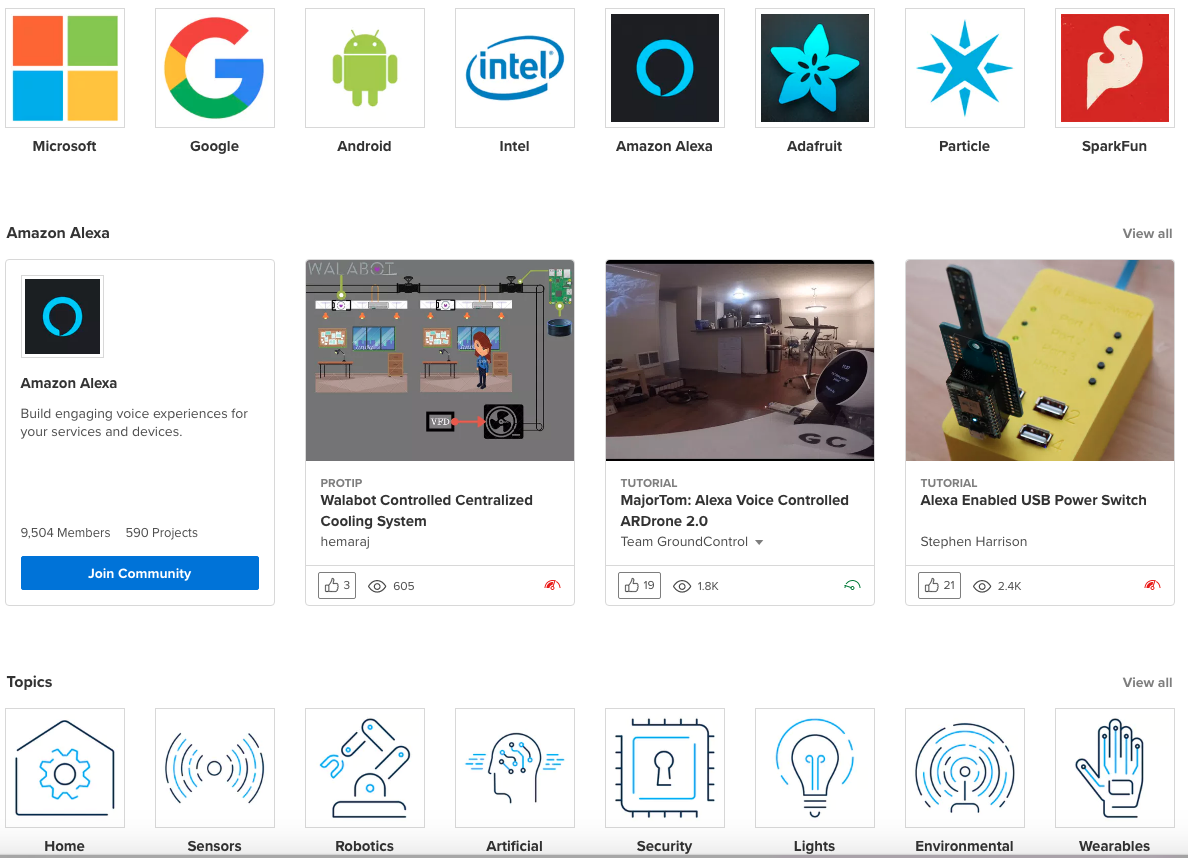 intel
Microsoft
Google
Android
Intel
Amazon Alexa
Adafruit
Particle
SparkFun
Amazon Alexa
View all
Amazon Alexa
Build engaging voice experiences for
your services and devices.
9,504 Members
590 Projects
Join Community
WALABOT
VFD
PROTIP
Walabot Controlled Centralized
Cooling System
hemaraj
3
605
GC
TUTORIAL
MajorTom: Alexa Voice Controlled
ARDrone 2.0
Team GroundControl
19
1.8K
TUTORIAL
Alexa Enabled USB Power Switch
Stephen Harrison
21
2.4K
Topics
View all
Home
Sensors
Robotics
Artificial
Security
Lights
Environmental
Wearables